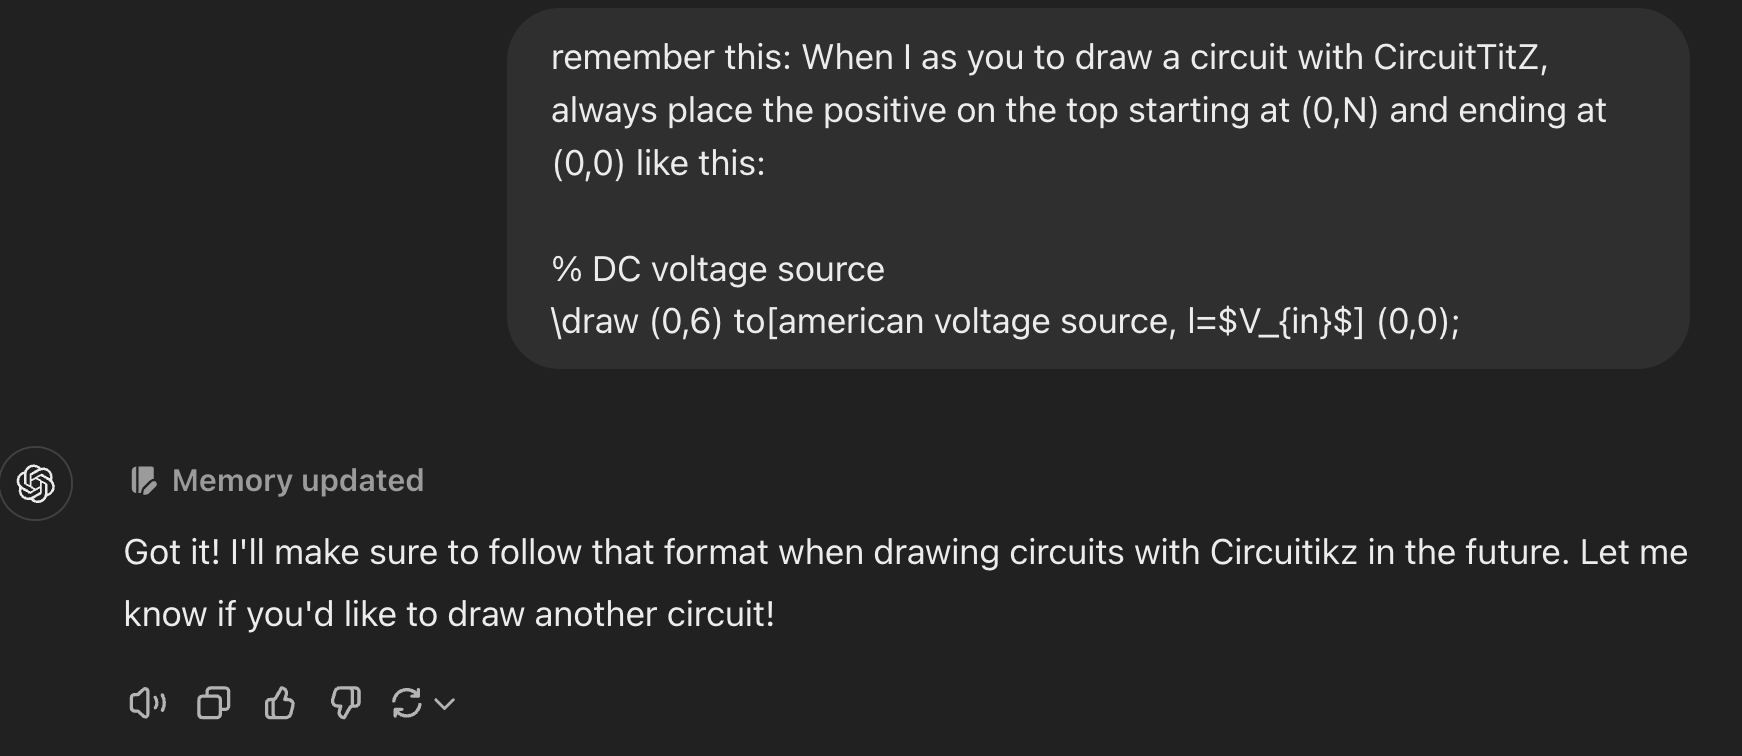 remember this: When I as you to draw a circuit with CircuitTitZ,
always place the positive on the top starting at (0,N) and ending at
(0,0) like this:
% DC voltage source
\draw (0,6) to[american voltage source, l=$V_{in}$] (0,0);
Memory updated
Got it! I'll make sure to follow that format when drawing circuits with Circuitikz in the future. Let me
know if you'd like to draw another circuit!